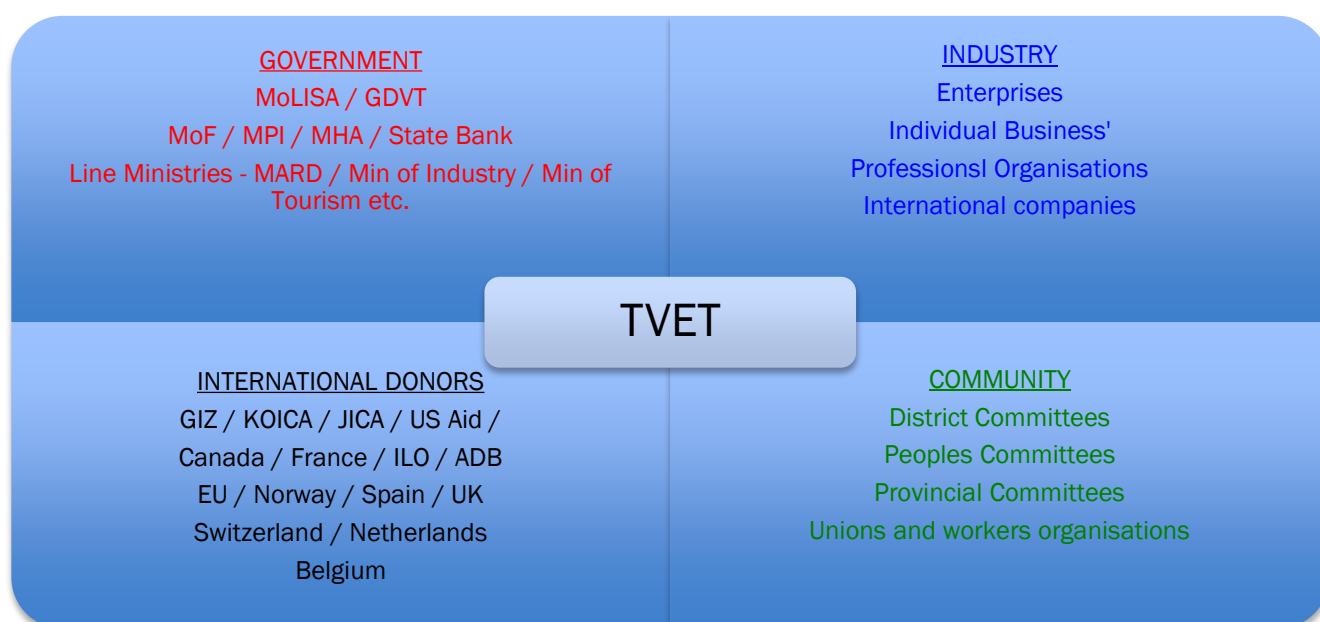 GOVERNMENT
MoLISA / GDVT
MoF / MPI / MHA / State Bank
Line Ministries - MARD / Min of Industry / Min of
Tourism etc.
INDUSTRY
Enterprises
Individual Business'
Professionsl Organisations
International companies
TVET
INTERNATIONAL DONORS
GIZ / KOICA / JICA / US Aid /
Canada / France / ILO / ADB
EU / Norway / Spain / UK
Switzerland / Netherlands
Belgium
COMMUNITY
District Committees
Peoples Committees
Provincial Committees
Unions and workers organisations